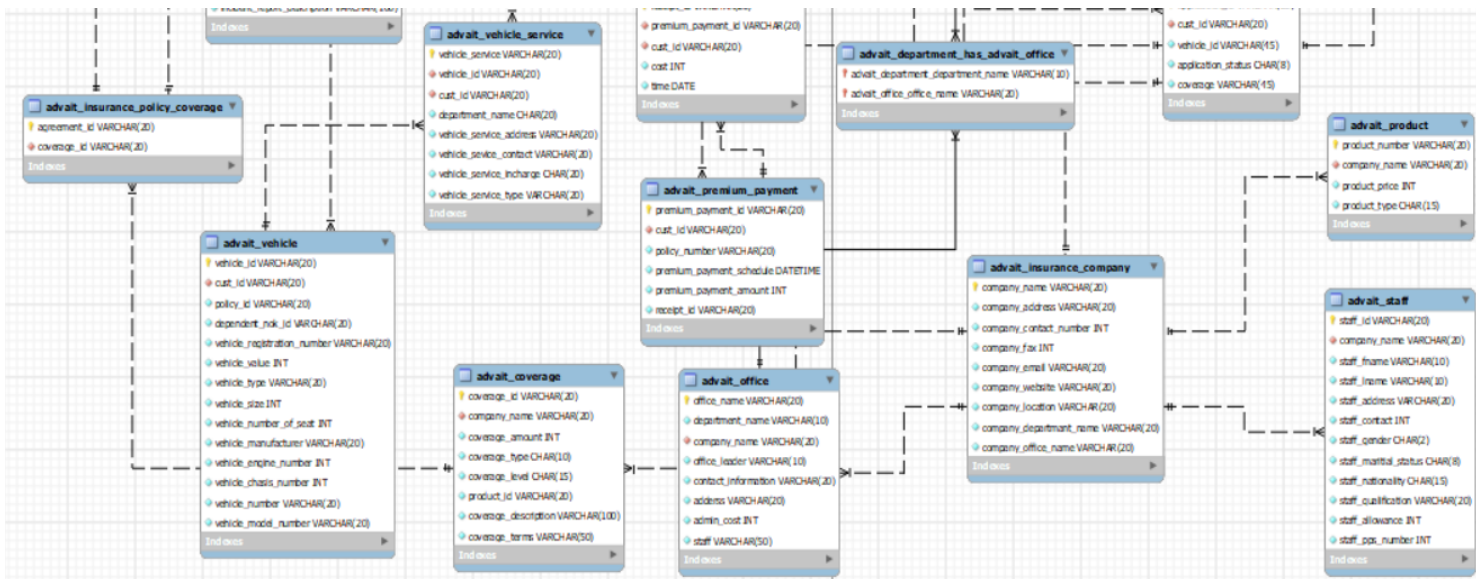 Indexes
advait_insurance_policy_coverage
agreement_id VARCHAR(20)
coverage_id VARCHAR(20)
Indexes
advait_vehicle_service
vehicle_service VARCHAR(20)
vehicle_id VARCHAR(20)
cust_id VARCHAR(20)
department_name CHAR(20)
vehicle_service_address VARCHAR(20)
vehicle_sevice_contact VARCHAR(20)
vehicle_service_incharge CHAR(20)
vehicle_service_type VARCHAR(20)
Indexes
premium_payment_id VARCHAR(20)
cust_id VARCHAR(20)
cost INT
time DATE
Indexes
advait_department_has_advait_office
advait_department_department_name VARCHAR(10)
advait_office_office_name VARCHAR(20)
Indexes
cust_id VARCHAR(20)
vehicle_id VARCHAR(45)
application_status CHAR(8)
coverage VARCHAR(45)
Indexes
advait_product
product_number VARCHAR(20)
company_name VARCHAR(20)
product_price INT
product_type CHAR(15)
Indexes
advait_vehicle
vehicle_id VARCHAR(20)
cust_id VARCHAR(20)
policy_id VARCHAR(20)
dependent_nok_id VARCHAR(20)
vehicle_registration_number VARCHAR(20)
vehicle_value INT
vehicle_type VARCHAR(20)
vehicle_size INT
vehicle_number_of_seat INT
vehicle_manufacturer VARCHAR(20)
vehicle_engine_number INT
vehicle_chasis_number INT
vehicle_number VARCHAR(20)
vehicle_model_number VARCHAR(20)
Indexes
advait_premium_payment
premium_payment_id VARCHAR(20)
cust_id VARCHAR(20)
policy_number VARCHAR(20)
premium_payment_schedule DATETIME
premium_payment_amount INT
receipt_id VARCHAR(20)
Indexes
advait_insurance_company
company_name VARCHAR(20)
company_address VARCHAR(20)
company_contact_number INT
company_fax INT
company_email VARCHAR(20)
company_website VARCHAR(20)
company_location VARCHAR(20)
company_department_name VARCHAR(20)
company_office_name VARCHAR(20)
Indexes
advait_staff
staff_id VARCHAR(20)
company_name VARCHAR(20)
staff_fname VARCHAR(10)
staff_lname VARCHAR(10)
staff_address VARCHAR(20)
staff_contact INT
staff_gender CHAR(2)
staff_maritial_status CHAR(8)
staff_nationality CHAR(15)
staff_qualification VARCHAR(20)
staff_allowance INT
staff_pps_number INT
Indexes
advait_coverage
coverage_id VARCHAR(20)
company_name VARCHAR(20)
coverage_amount INT
coverage_type CHAR(10)
coverage_level CHAR(15)
product_id VARCHAR(20)
coverage_description VARCHAR(100)
coverage_terms VARCHAR(50)
Indexes
advait_office
office_name VARCHAR(20)
department_name VARCHAR(10)
company_name VARCHAR(20)
office_leader VARCHAR(10)
contact_information VARCHAR(20)
adderss VARCHAR(20)
admin_cost INT
staff VARCHAR(50)
Indexes